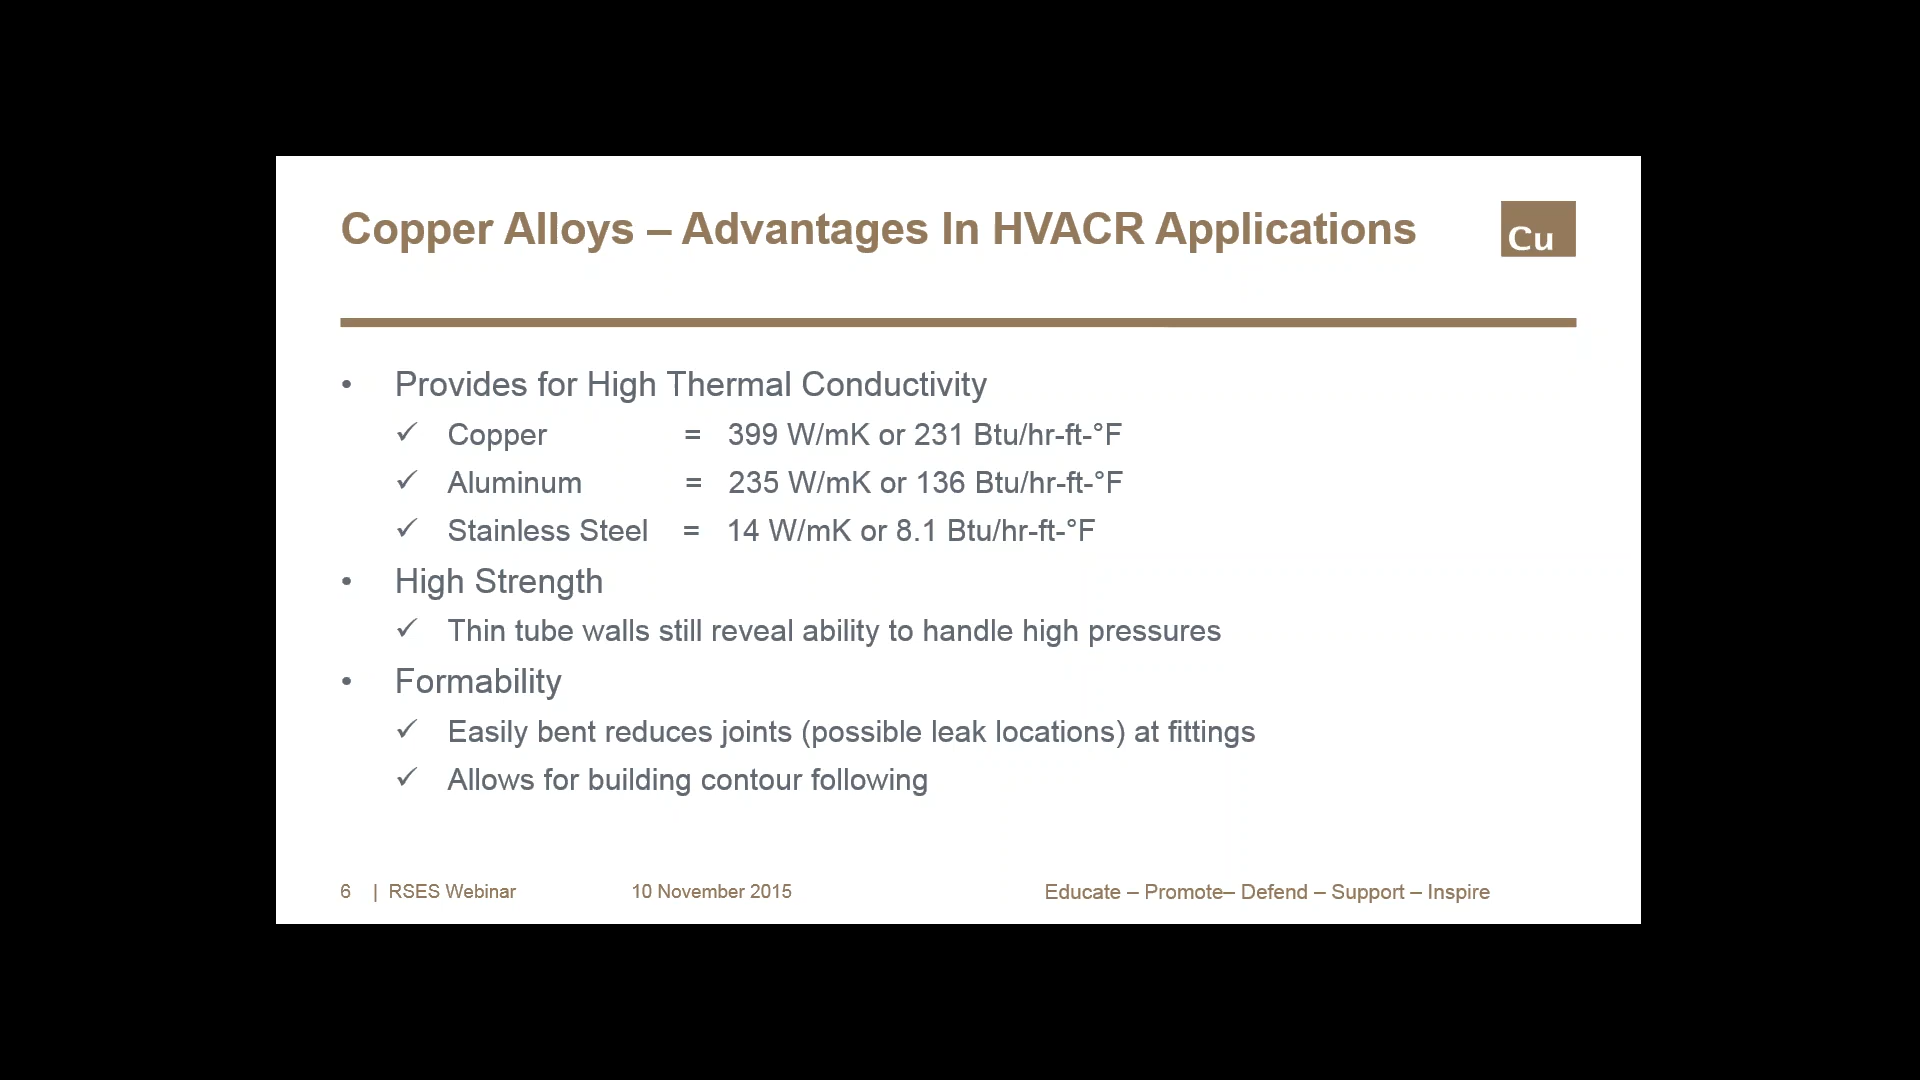 Copper Alloys – Advantages In HVACR Applications
Cu
• Provides for High Thermal Conductivity
✓ Copper = 399 W/mK or 231 Btu/hr-ft-°F
✓ Aluminum = 235 W/mK or 136 Btu/hr-ft-°F
✓ Stainless Steel = 14 W/mK or 8.1 Btu/hr-ft-°F
• High Strength
✓ Thin tube walls still reveal ability to handle high pressures
• Formability
✓ Easily bent reduces joints (possible leak locations) at fittings
✓ Allows for building contour following
6 | RSES Webinar 10 November 2015 Educate – Promote– Defend – Support – Inspire